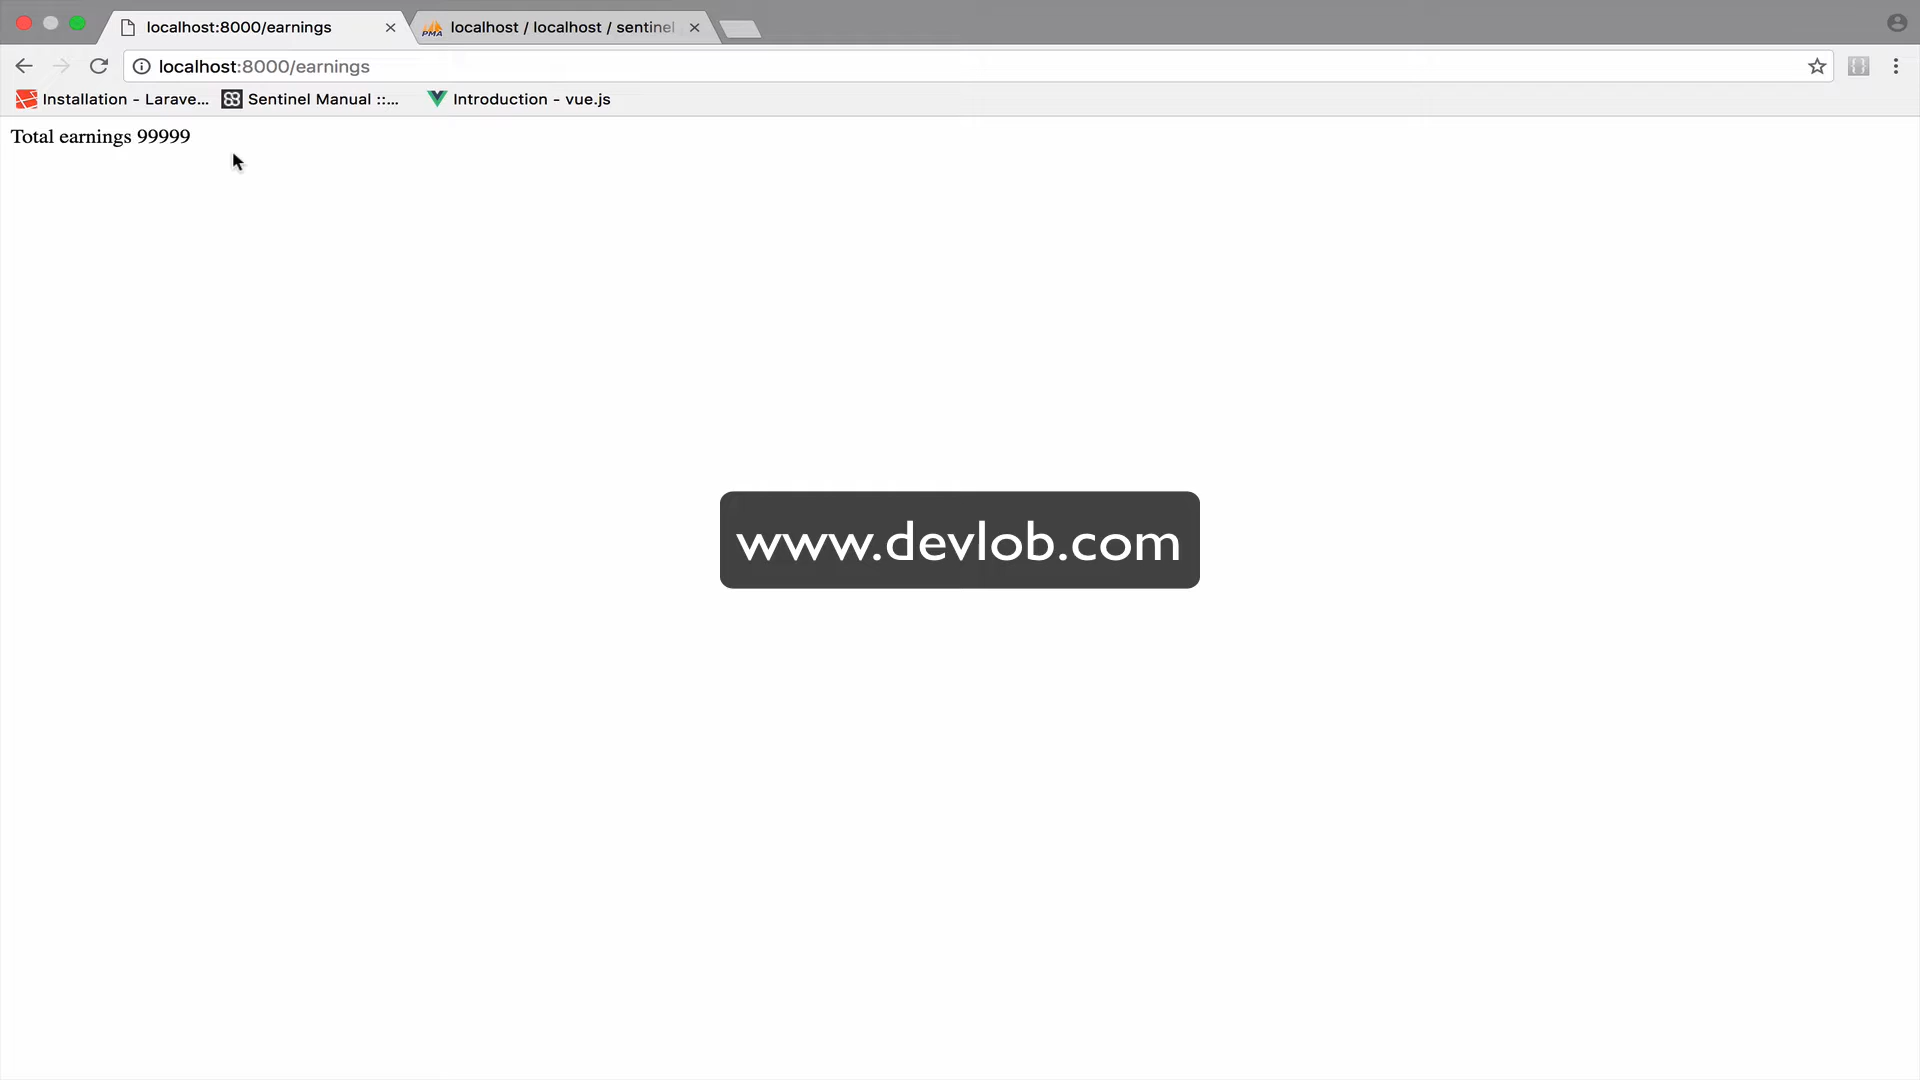 localhost:8000/earnings
localhost / localhost / sentinel
PMA
localhost:8000/earnings
Installation - Larave...
Sentinel Manual ::...
Introduction - vue.js
Total earnings 99999
www.devlob.com